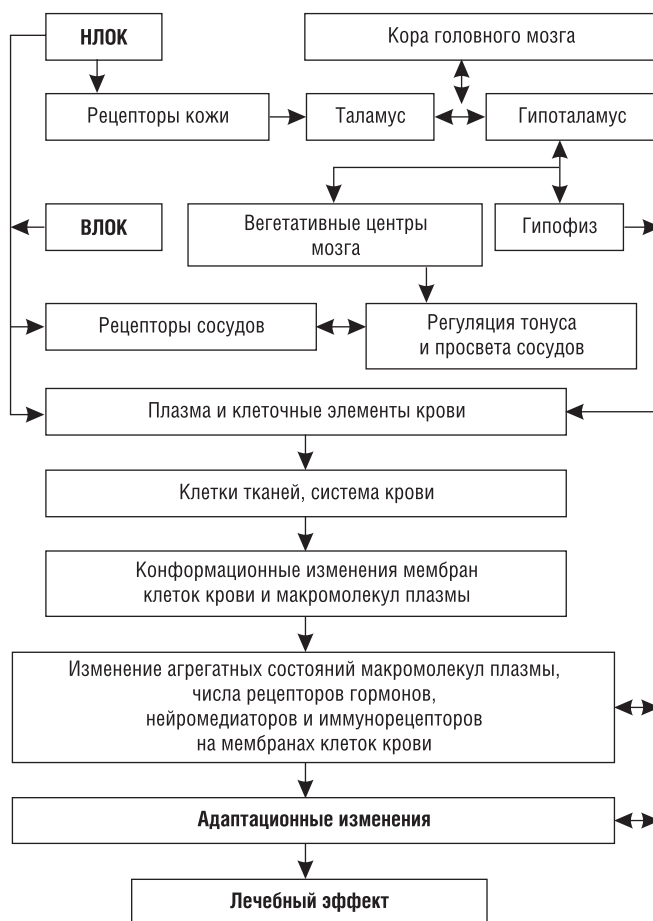 НЛОК
Кора головного мозга
Рецепторы кожи
Таламус
Гипоталамус
ВЛОК
Вегетативные центры
мозга
Гипофиз
Рецепторы сосудов
Регуляция тонуса
и просвета сосудов
Плазма и клеточные элементы крови
Клетки тканей, система крови
Конформационные изменения мембран
клеток крови и макромолекул плазмы
Изменение агрегатных состояний макромолекул плазмы,
числа рецепторов гормонов,
нейромедиаторов и иммунорецепторов
на мембранах клеток крови
Адаптационные изменения
Лечебный эффект